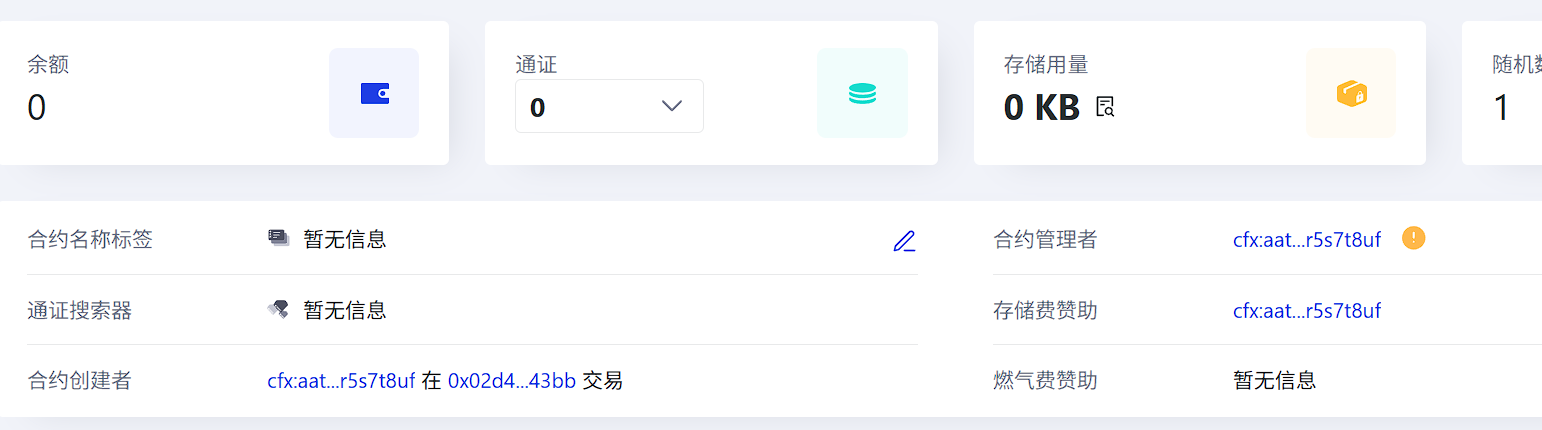 余额
0
通证
0
存储用量
0 KB
随机
1
合约名称标签 暂无信息
合约管理者 cfx:aat...r5s7t8uf
通证搜索器 暂无信息
存储费赞助 cfx:aat...r5s7t8uf
合约创建者 cfx:aat...r5s7t8uf 在 0x02d4...43bb 交易
燃气费赞助 暂无信息